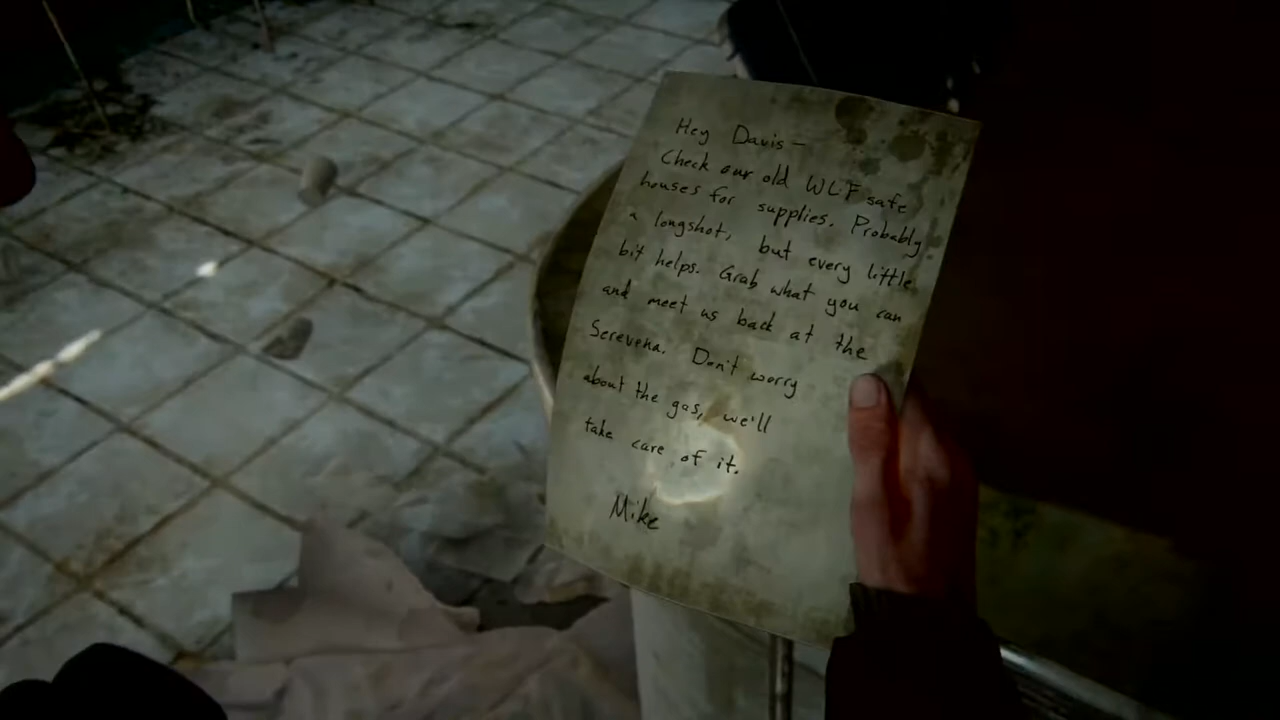 Hey Davis-
Check our old WLF safe
houses for supplies. Probably
a longshot, but every little
bit helps. Grab what you can
and meet us back at the
Serevena. Don't worry
about the gas, we'll
take care of it.
Mike